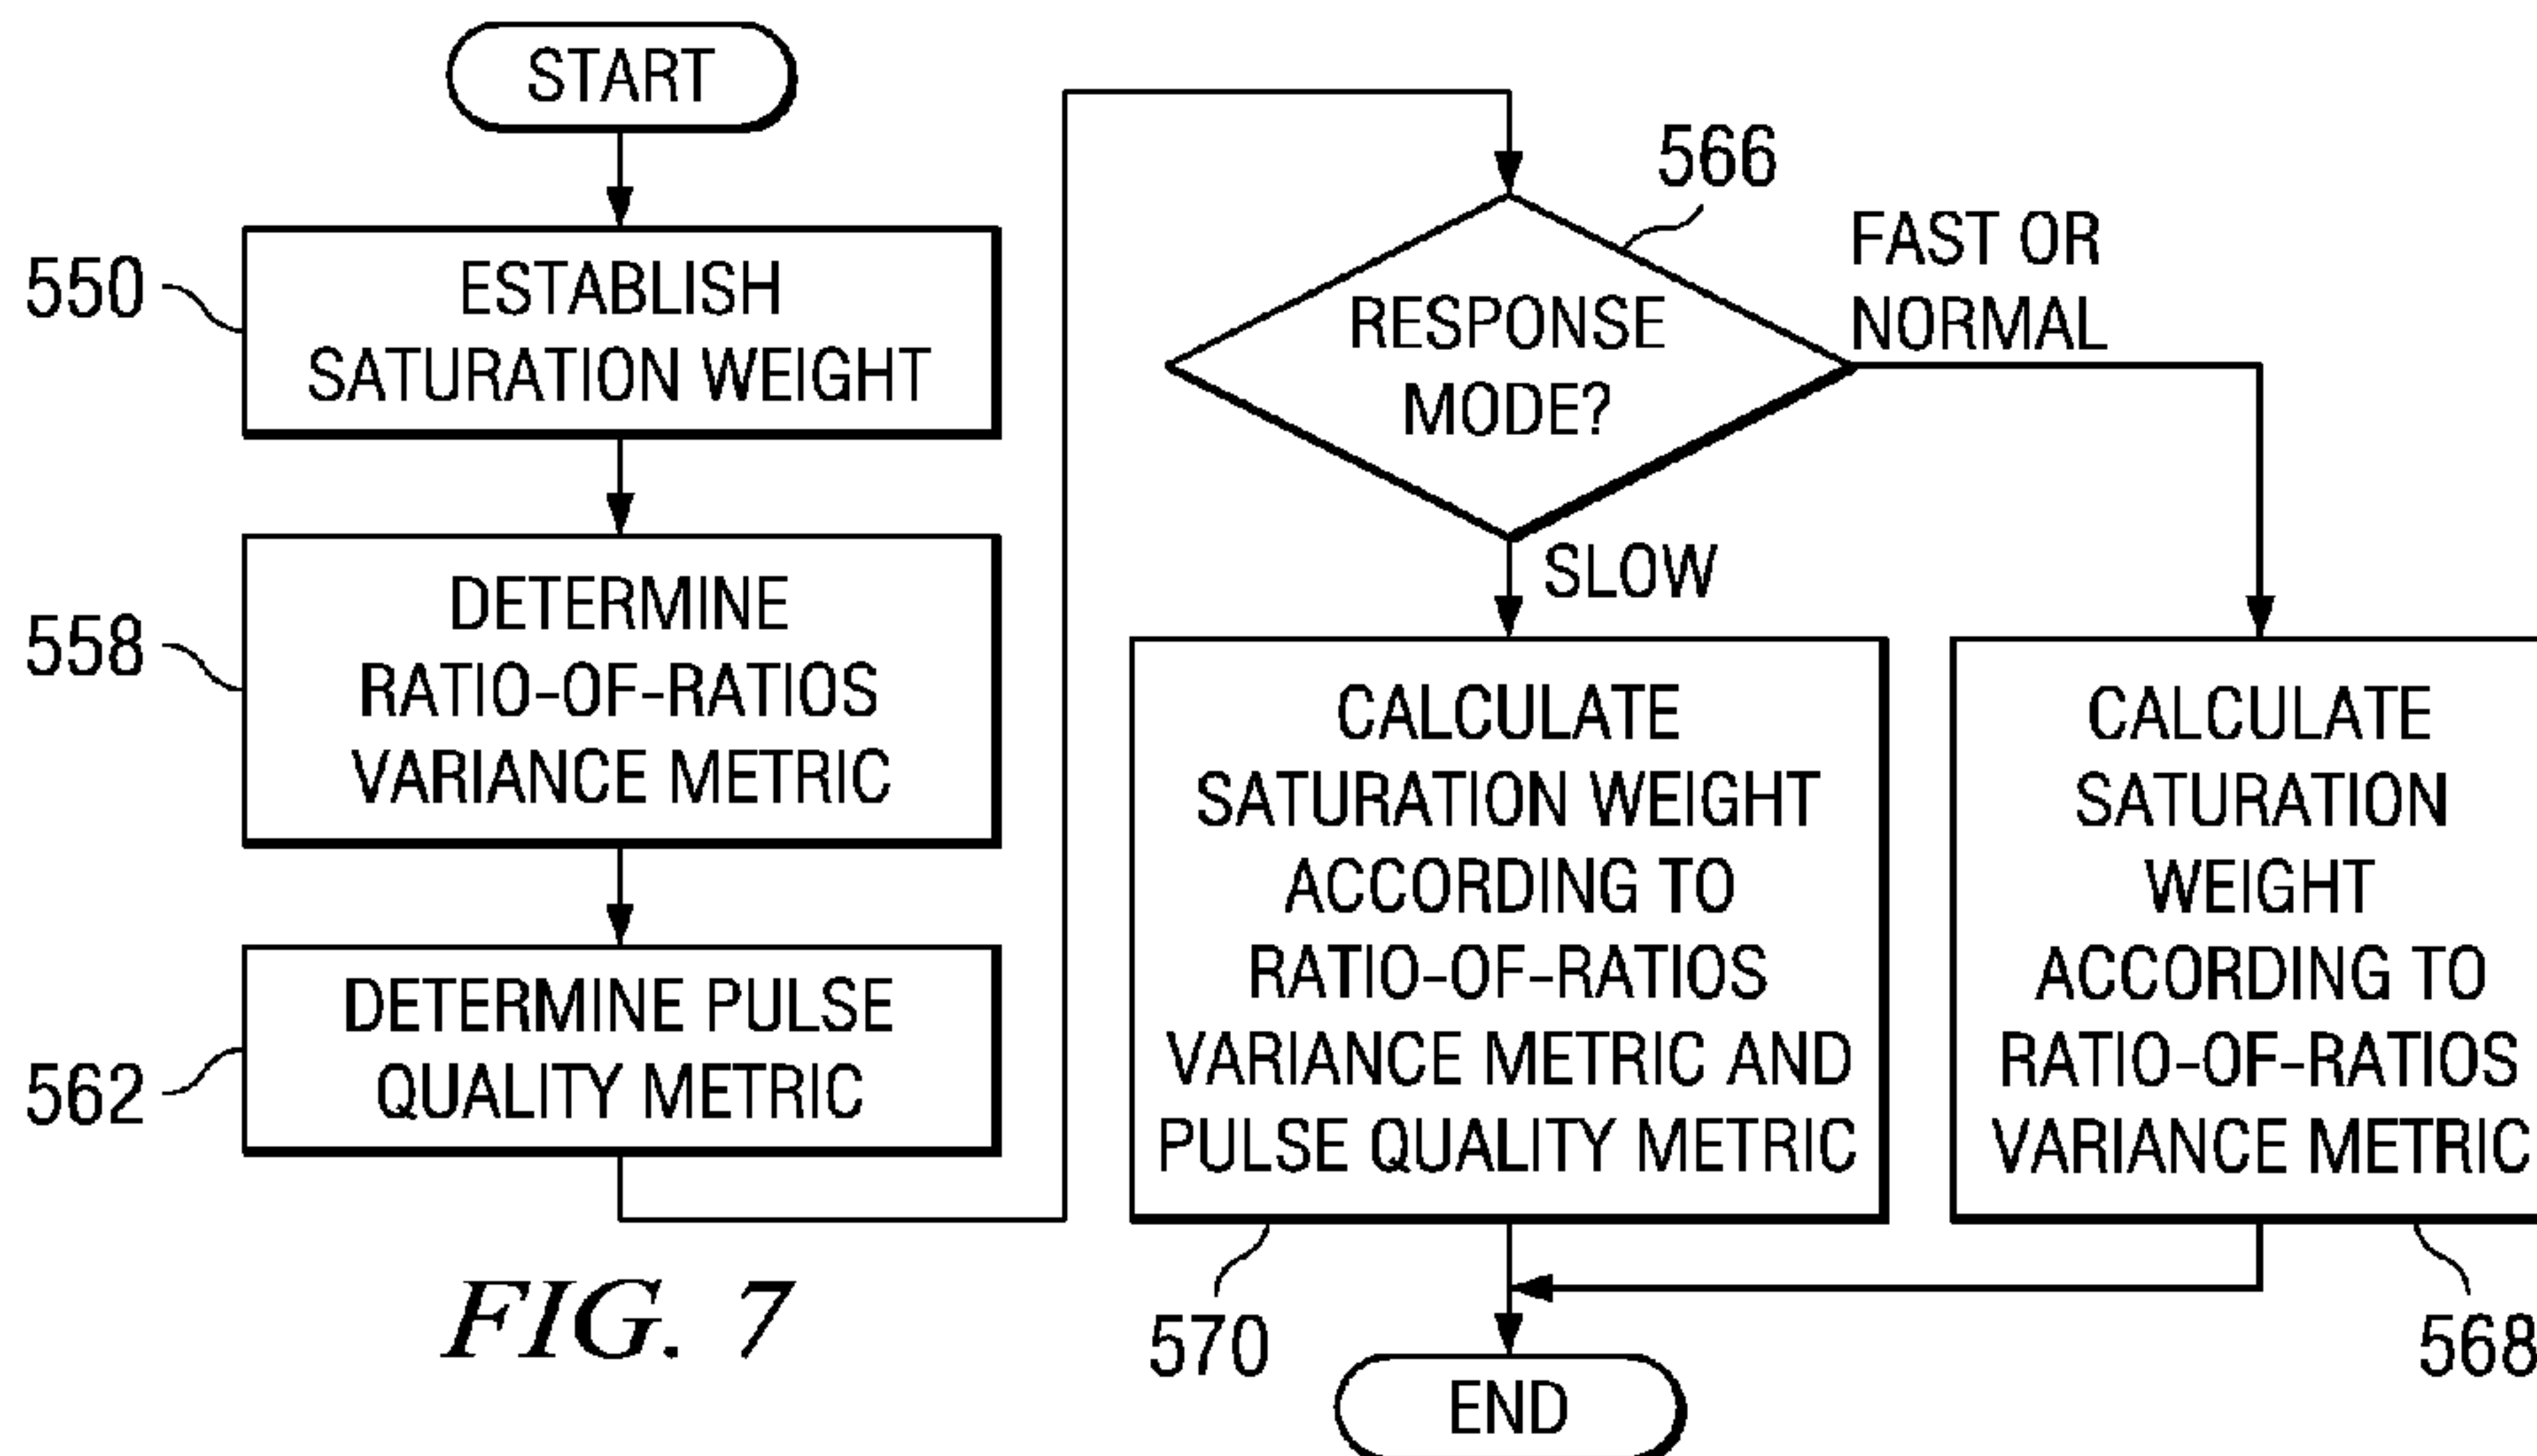 START
550
ESTABLISH
SATURATION WEIGHT
558
DETERMINE
RATIO-OF-RATIOS
VARIANCE METRIC
562
DETERMINE PULSE
QUALITY METRIC
566
RESPONSE
MODE?
FAST OR
NORMAL
SLOW
CALCULATE
SATURATION WEIGHT
ACCORDING TO
RATIO-OF-RATIOS
VARIANCE METRIC AND
PULSE QUALITY METRIC
570
CALCULATE
SATURATION
WEIGHT
ACCORDING TO
RATIO-OF-RATIOS
VARIANCE METRIC
568
END
FIG. 7